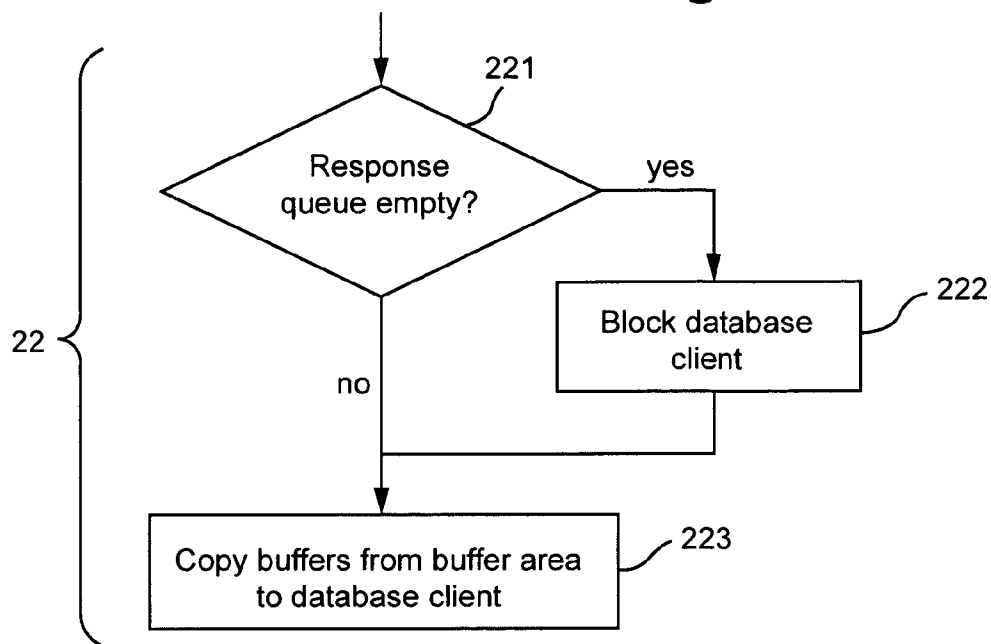 221
Response
queue empty?
yes
222
Block database
client
22
no
223
Copy buffers from buffer area
to database client